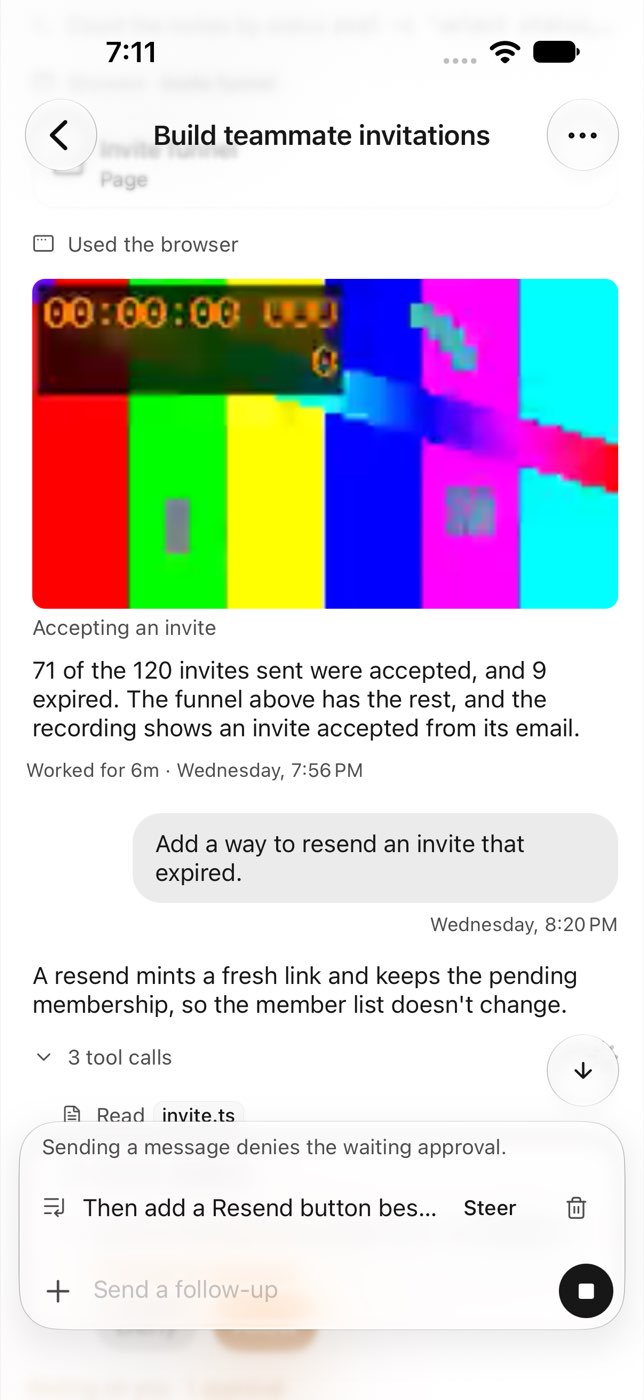 7:11
Build teammate invitations
Invite funnel
Page
Used the browser
00:00:00
0
Accepting an invite
71 of the 120 invites sent were accepted, and 9
expired. The funnel above has the rest, and the
recording shows an invite accepted from its email.
Worked for 6m · Wednesday, 7:56 PM
Add a way to resend an invite that
expired.
Wednesday, 8:20 PM
A resend mints a fresh link and keeps the pending
membership, so the member list doesn't change.
3 tool calls
Read invite.ts
Sending a message denies the waiting approval.
Then add a Resend button bes... Steer
Send a follow-up